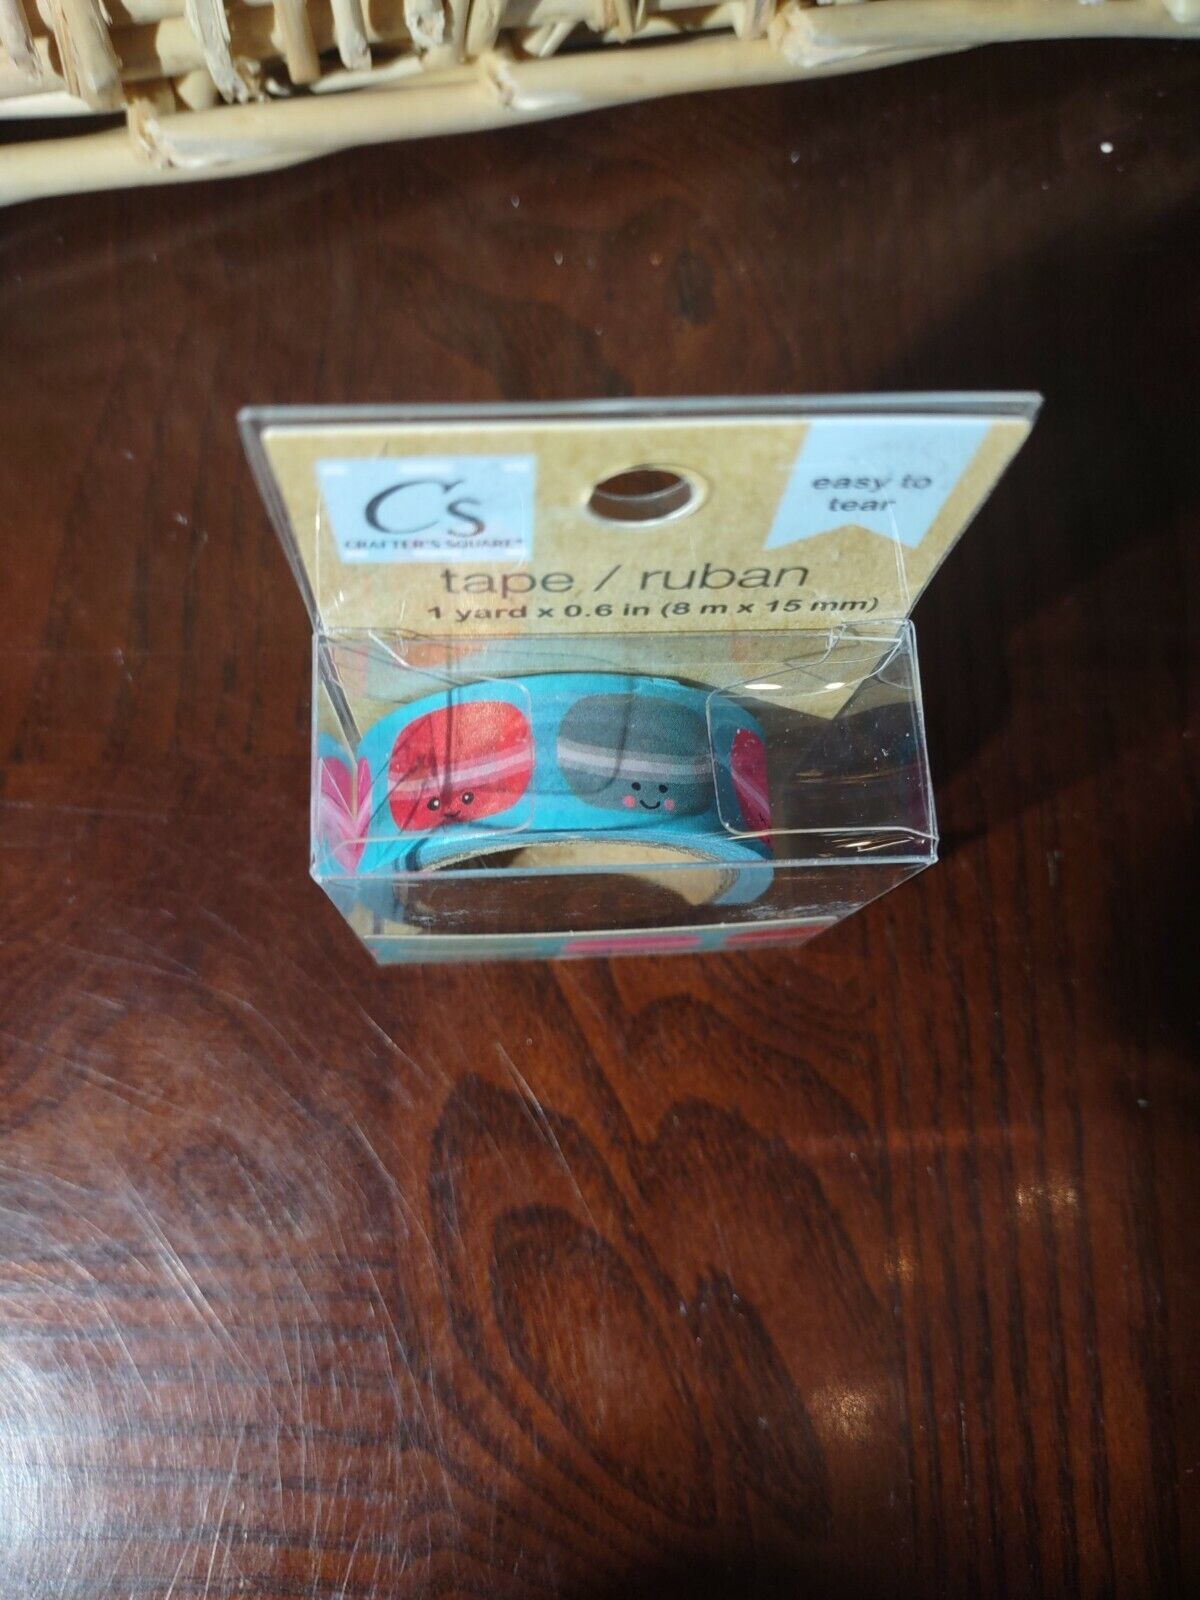 Cs
CRAFTER'S SQUARE
easy to
tear
tape / ruban
1 yard x 0.6 in (8 m x 15 mm)